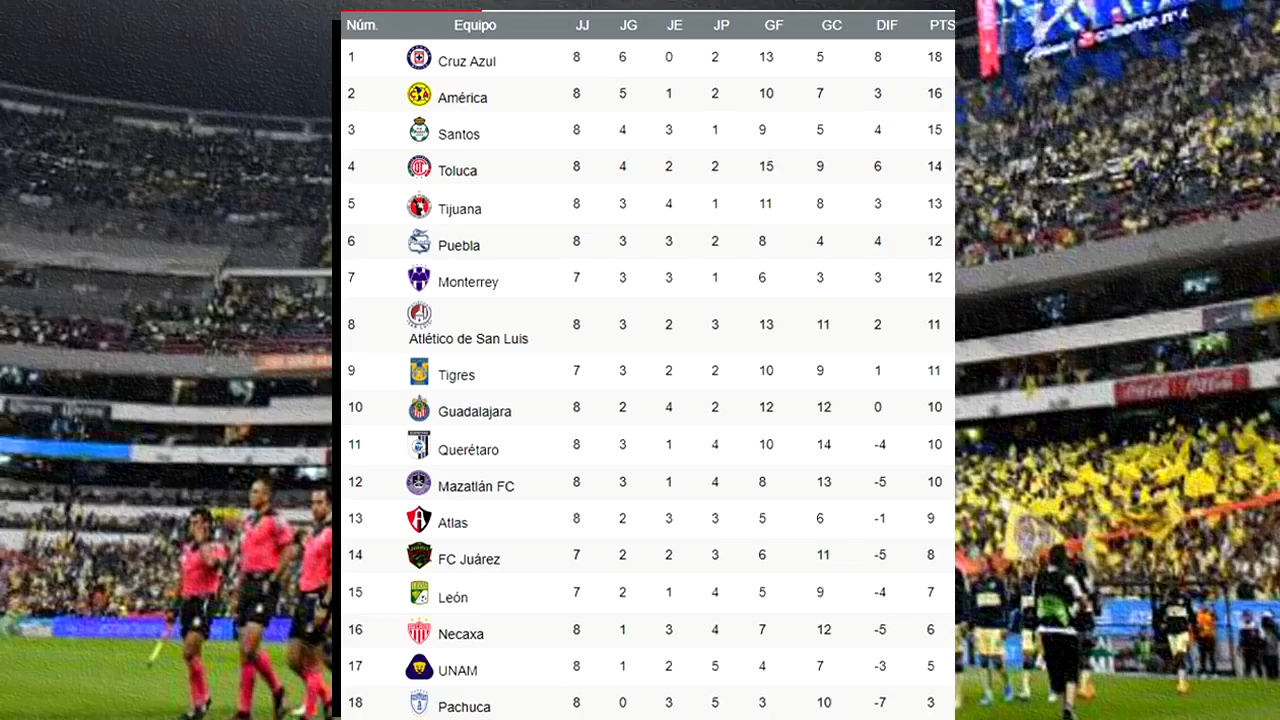 Núm. Equipo JJ JG JE JP GF GC DIF PTS
1 Cruz Azul 8 6 0 2 13 5 8 18
2 América 8 5 1 2 10 7 3 16
3 Santos 8 4 3 1 9 5 4 15
4 Toluca 8 4 2 2 15 9 6 14
5 Tijuana 8 3 4 1 11 8 3 13
6 Puebla 8 3 3 2 8 4 4 12
7 Monterrey 7 3 3 1 6 3 3 12
8 Atlético de San Luis 8 3 2 3 13 11 2 11
9 Tigres 7 3 2 2 10 9 1 11
10 Guadalajara 8 2 4 2 12 12 0 10
11 Querétaro 8 3 1 4 10 14 -4 10
12 Mazatlán FC 8 3 1 4 8 13 -5 10
13 Atlas 8 2 3 3 5 6 -1 9
14 FC Juárez 7 2 2 3 6 11 -5 8
15 León 7 2 1 4 5 9 -4 7
16 Necaxa 8 1 3 4 7 12 -5 6
17 UNAM 8 1 2 5 4 7 -3 5
18 Pachuca 8 0 3 5 3 10 -7 3
caliente.mx
Coca-Cola Coca-Cola